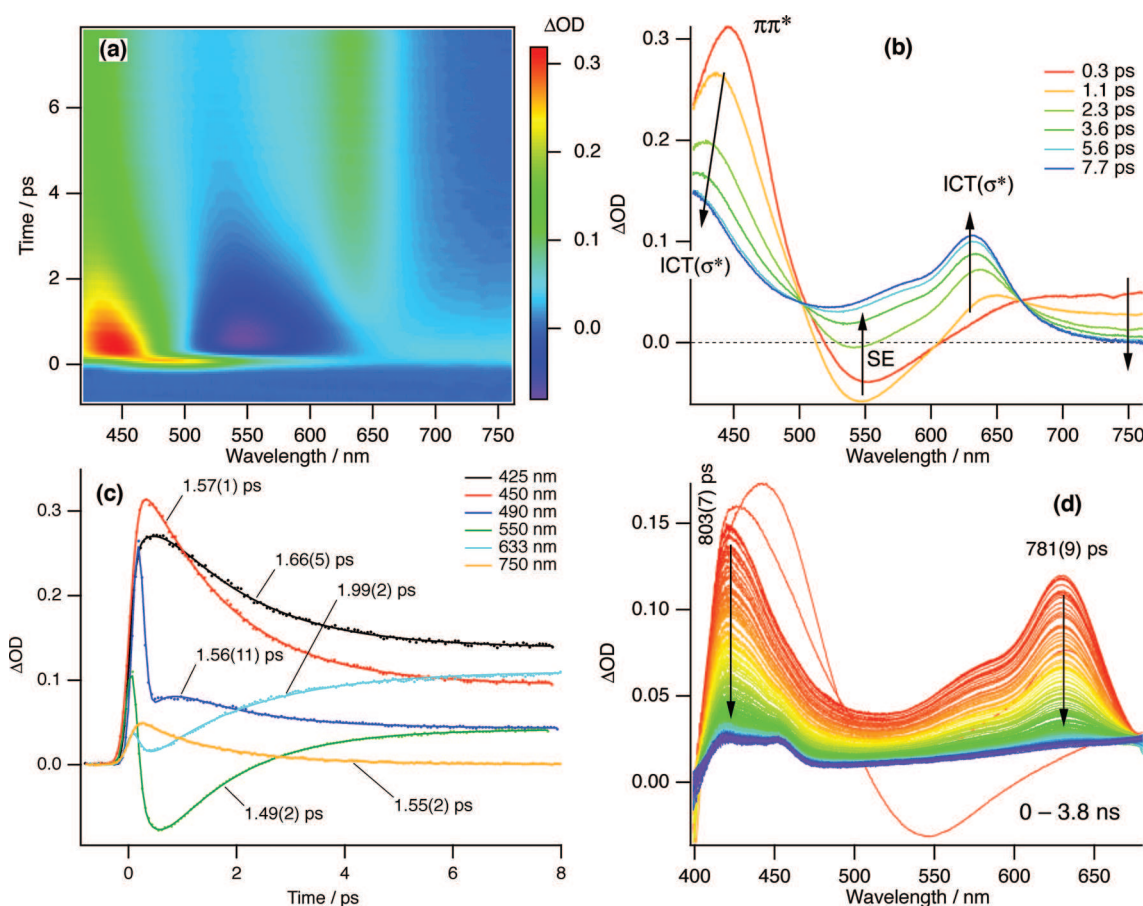 (a)
ΔOD
0.3
0.2
0.1
0.0
6
4
2
0
Time / ps
450 500 550 600 650 700 750
Wavelength / nm
(b)
ππ*
0.3 ps
1.1 ps
2.3 ps
3.6 ps
5.6 ps
7.7 ps
ICT(σ*)
ICT(σ*)
SE
0.3
0.2
0.1
0.0
ΔOD
450 500 550 600 650 700 750
Wavelength / nm
(c)
1.57(1) ps
425 nm
450 nm
490 nm
550 nm
633 nm
750 nm
1.66(5) ps
1.99(2) ps
1.56(11) ps
1.49(2) ps
1.55(2) ps
0.3
0.2
0.1
0.0
ΔOD
0 2 4 6 8
Time / ps
(d)
803(7) ps
781(9) ps
0 – 3.8 ns
0.15
0.10
0.05
0.00
ΔOD
400 450 500 550 600 650
Wavelength / nm